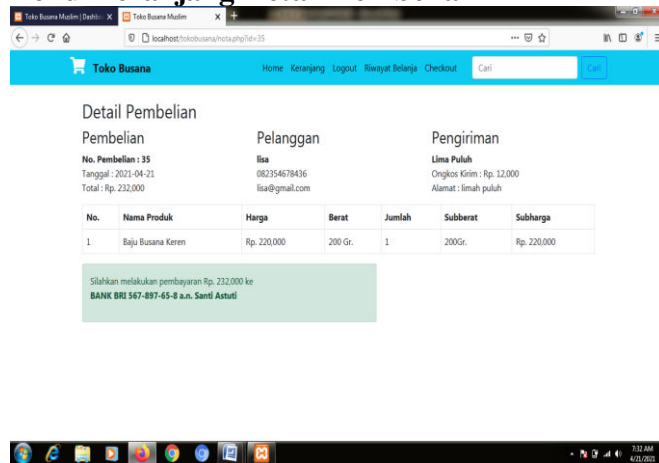 Toko Busana Muslim | Dashbo
Toko Busana Muslim
localhost/tokobusana/nota.php?id=35
Toko Busana
Home Keranjang Logout Riwayat Belanja Checkout Cari Cari
Detail Pembelian
Pembelian Pelanggan Pengiriman
No. Pembelian : 35 lisa Lima Puluh
Tanggal : 2021-04-21 082354678436 Ongkos Kirim : Rp. 12,000
Total : Rp. 232,000 lisa@gmail.com Alamat : limah puluh
No. Nama Produk Harga Berat Jumlah Subberat Subharga
1 Baju Busana Keren Rp. 220,000 200 Gr. 1 200Gr. Rp. 220,000
Silahkan melakukan pembayaran Rp. 232,000 ke
BANK BRI 567-897-65-8 a.n. Santi Astuti
7:32 AM
4/21/2021